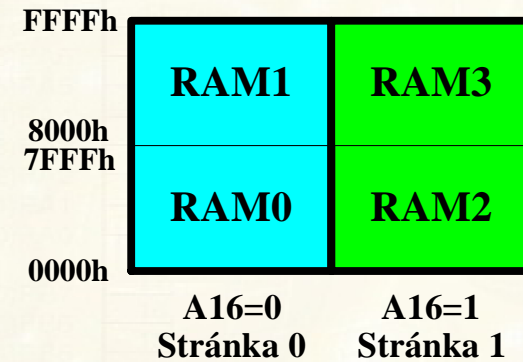 FFFFh
RAM1 RAM3
8000h
7FFFh
RAM0 RAM2
0000h
A16=0 A16=1
Stránka 0 Stránka 1